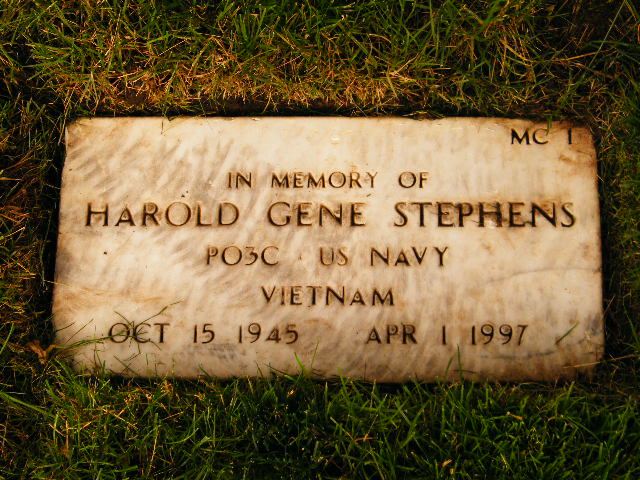 MC 1
IN MEMORY OF
HAROLD GENE STEPHENS
PO3C US NAVY
VIETNAM
OCT 15 1945 APR 1 1997